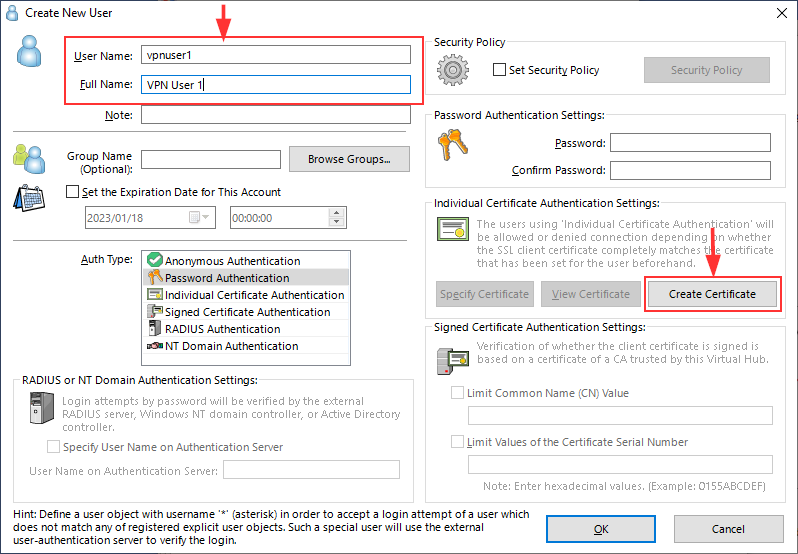 Create New User
User Name:
vpnuser1
Full Name:
VPN User 1
Note:
Group Name
(Optional):
Browse Groups...
Set the Expiration Date for This Account
2023/01/18
00:00:00
Auth Type:
Anonymous Authentication
Password Authentication
Individual Certificate Authentication
Signed Certificate Authentication
RADIUS Authentication
NT Domain Authentication
RADIUS or NT Domain Authentication Settings:
Login attempts by password will be verified by the external
RADIUS server, Windows NT domain controller, or Active Directory
controller.
Specify User Name on Authentication Server
User Name on Authentication Server:
Security Policy
Set Security Policy
Security Policy
Password Authentication Settings:
Password:
Confirm Password:
Individual Certificate Authentication Settings:
The users using 'Individual Certificate Authentication' will
be allowed or denied connection depending on whether
the SSL client certificate completely matches the certificate
that has been set for the user beforehand.
Specify Certificate
View Certificate
Create Certificate
Signed Certificate Authentication Settings:
Verification of whether the client certificate is signed is
based on a certificate of a CA trusted by this Virtual Hub.
Limit Common Name (CN) Value
Limit Values of the Certificate Serial Number
Note: Enter hexadecimal values. (Example: 0155ABCDEF)
Hint: Define a user object with username '*' (asterisk) in order to accept a login attempt of a user which
does not match any of registered explicit user objects. Such a special user will use the external
user-authentication server to verify the login.
OK
Cancel